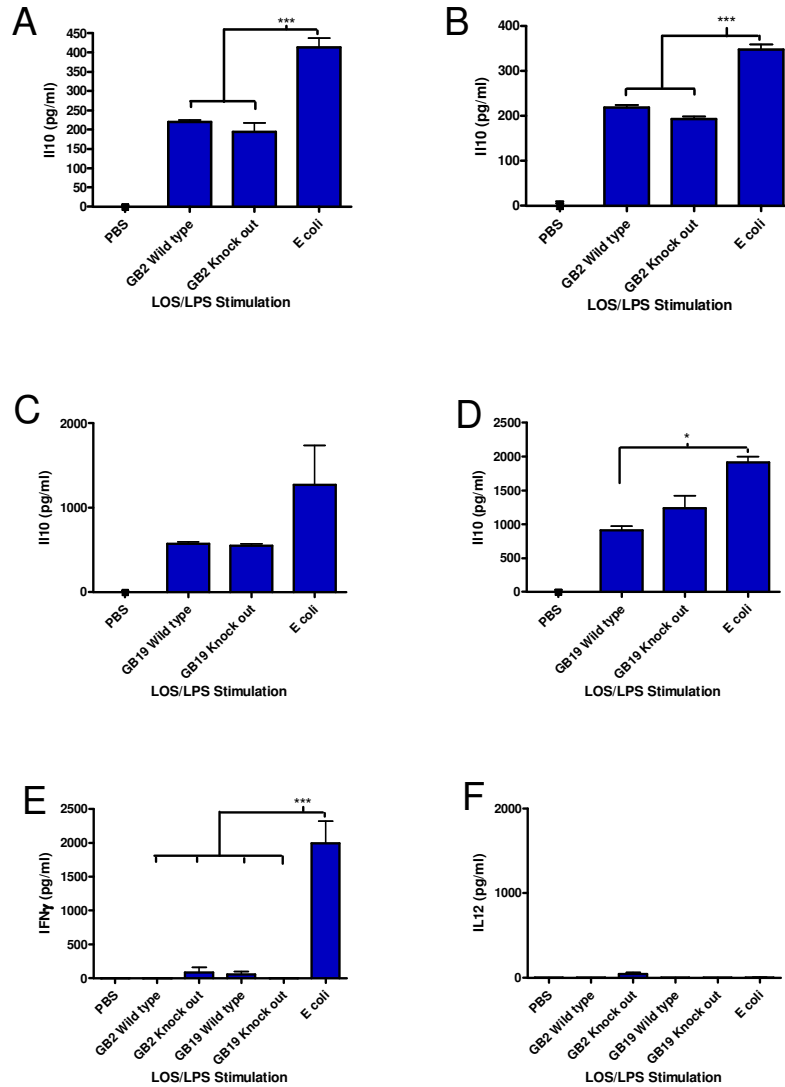 A
450
400
350
300
250
200
150
100
50
0
Il10 (pg/ml)
***
PBS
GB2 Wild type
GB2 Knock out
E coli
LOS/LPS Stimulation
B
400
300
200
100
0
Il10 (pg/ml)
***
PBS
GB2 Wild type
GB2 Knock out
E coli
LOS/LPS Stimulation
C
2000
1000
0
Il10 (pg/ml)
PBS
GB19 Wild type
GB19 Knock out
E coli
LOS/LPS Stimulation
D
2500
2000
1500
1000
500
0
Il10 (pg/ml)
*
PBS
GB19 Wild type
GB19 Knock out
E coli
LOS/LPS Stimulation
E
2500
2000
1500
1000
500
0
IFNγ (pg/ml)
***
PBS
GB2 Wild type
GB2 Knock out
GB19 Wild type
GB19 Knock out
E coli
LOS/LPS Stimulation
F
2000
1000
0
IL12 (pg/ml)
PBS
GB2 Wild type
GB2 Knock out
GB19 Wild type
GB19 Knock out
E coli
LOS/LPS Stimulation